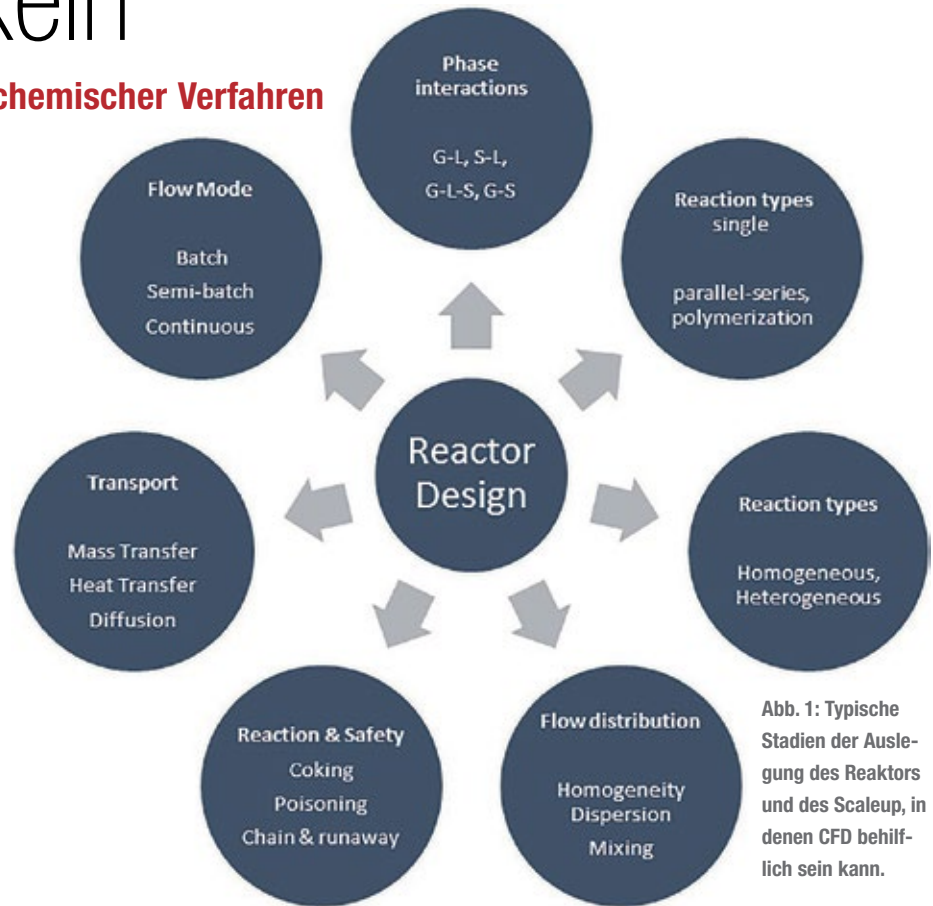 chemischer Verfahren
Phase
interactions
G-L, S-L,
G-L-S, G-S
Reaction types
single
parallel-series,
polymerization
Reaction types
Homogeneous,
Heterogeneous
Flow distribution
Homogeneity
Dispersion
Mixing
Reaction & Safety
Coking
Poisoning
Chain & runaway
Transport
Mass Transfer
Heat Transfer
Diffusion
Flow Mode
Batch
Semi-batch
Continuous
Reactor
Design
Abb. 1: Typische
Stadien der Ausle-
gung des Reaktors
und des Scaleup, in
denen CFD behilf-
lich sein kann.